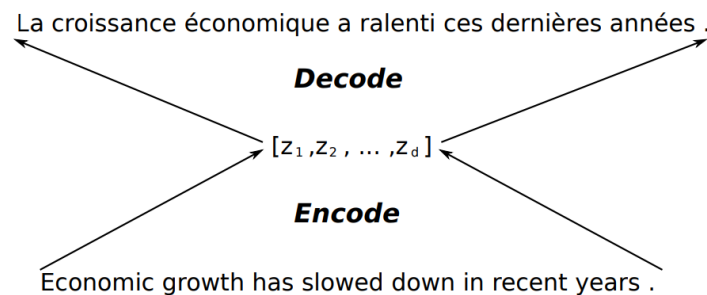 La croissance économique a ralenti ces dernières années .
Decode
[z₁ ,z₂ , ... ,z_d ]
Encode
Economic growth has slowed down in recent years .